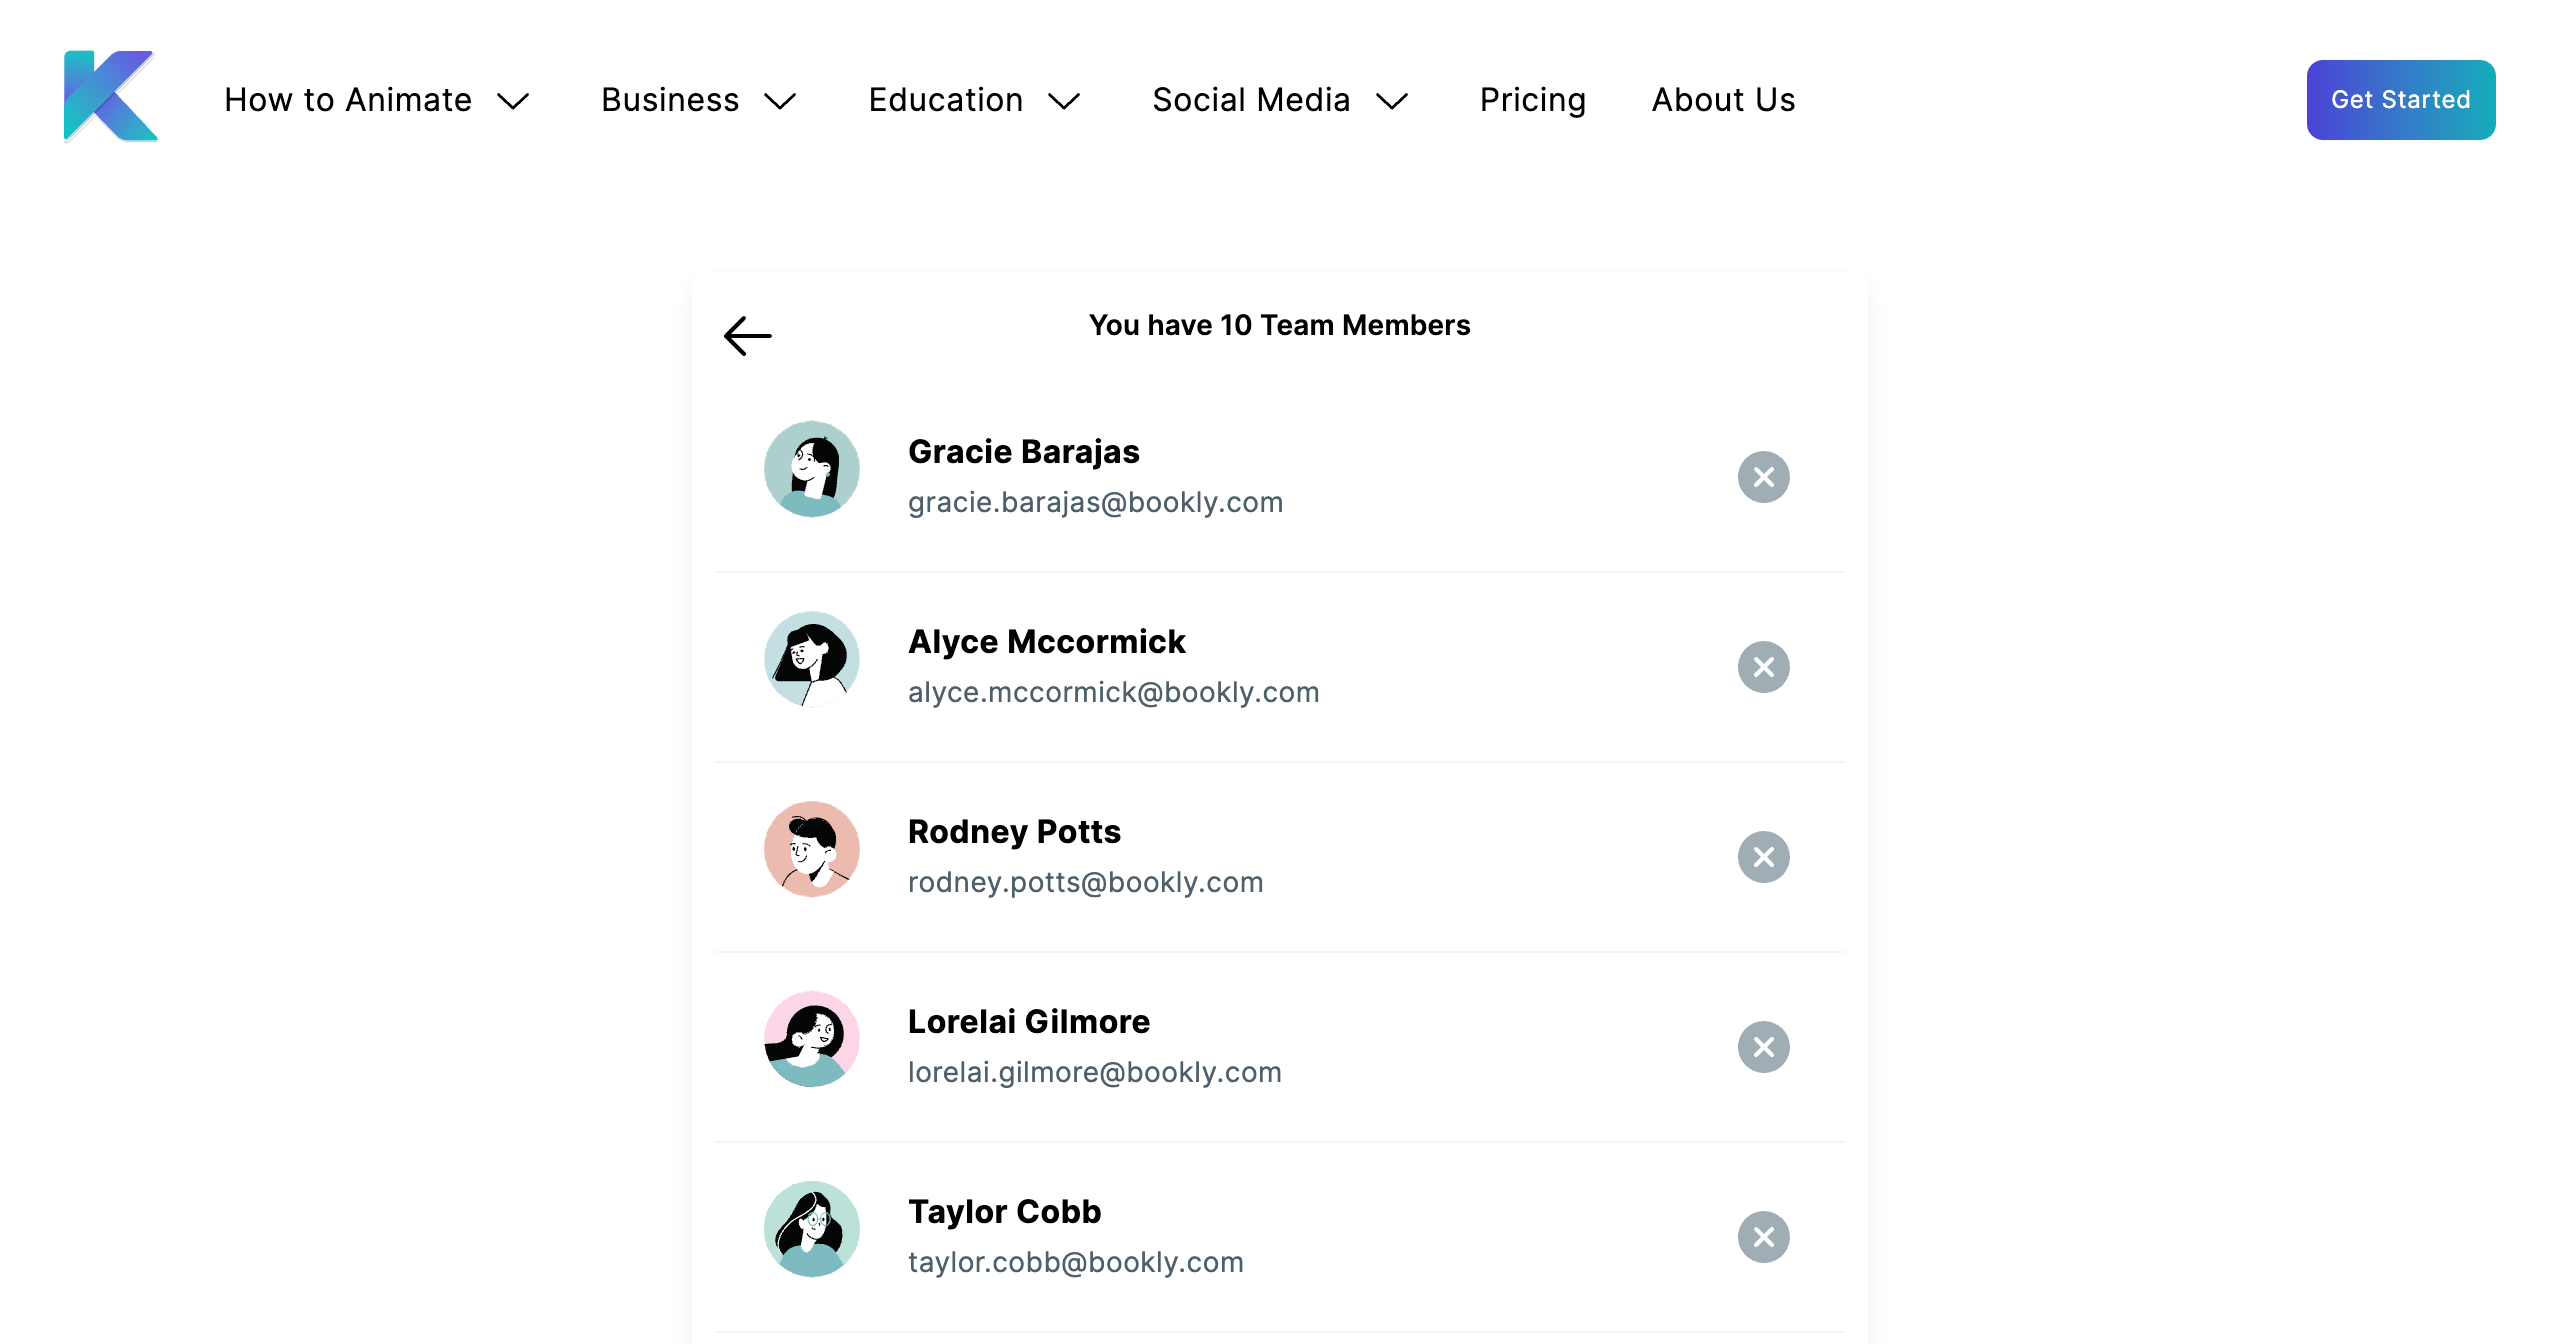 How to Animate
Business
Education
Social Media
Pricing
About Us
Get Started
You have 10 Team Members
Gracie Barajas
gracie.barajas@bookly.com
Alyce Mccormick
alyce.mccormick@bookly.com
Rodney Potts
rodney.potts@bookly.com
Lorelai Gilmore
lorelai.gilmore@bookly.com
Taylor Cobb
taylor.cobb@bookly.com